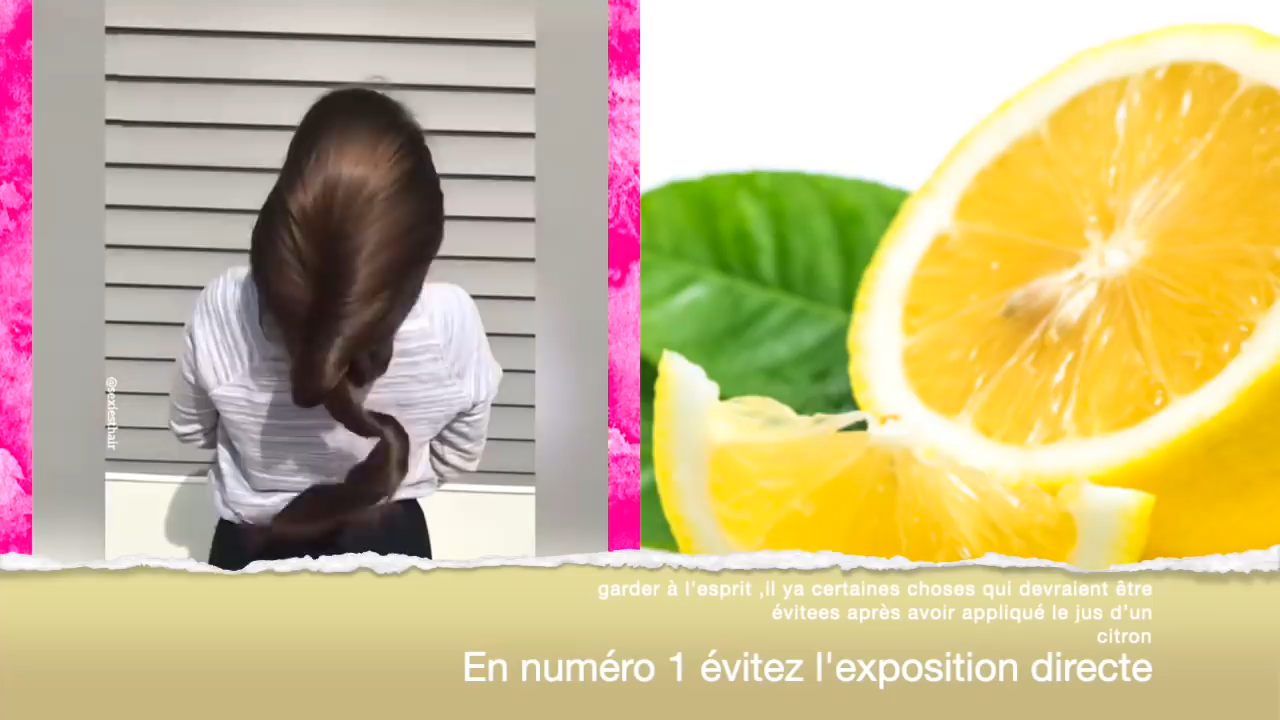 @sexiesthair
garder à l'esprit ,il ya certaines choses qui devraient être
évitees après avoir appliqué le jus d'un
citron
En numéro 1 évitez l'exposition directe